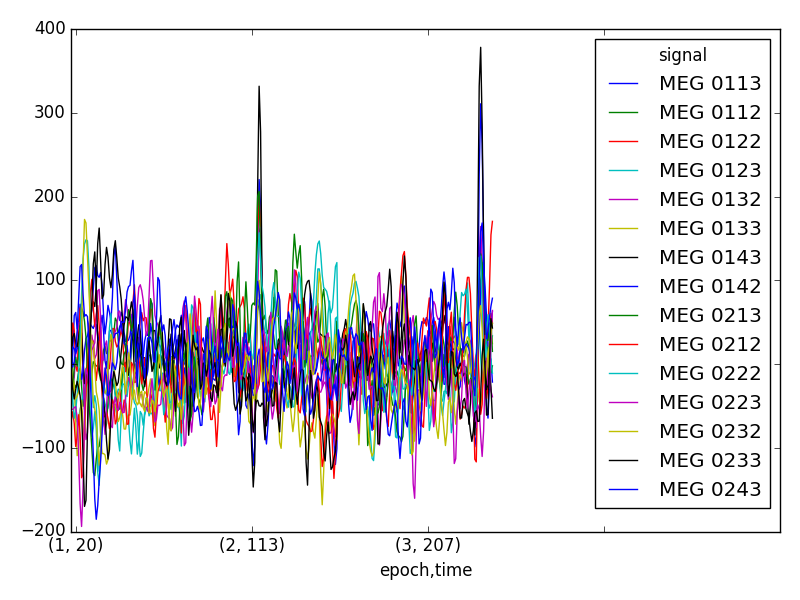 400
300
200
100
0
−100
−200
(1, 20)
(2, 113)
(3, 207)
epoch,time
signal
MEG 0113
MEG 0112
MEG 0122
MEG 0123
MEG 0132
MEG 0133
MEG 0143
MEG 0142
MEG 0213
MEG 0212
MEG 0222
MEG 0223
MEG 0232
MEG 0233
MEG 0243